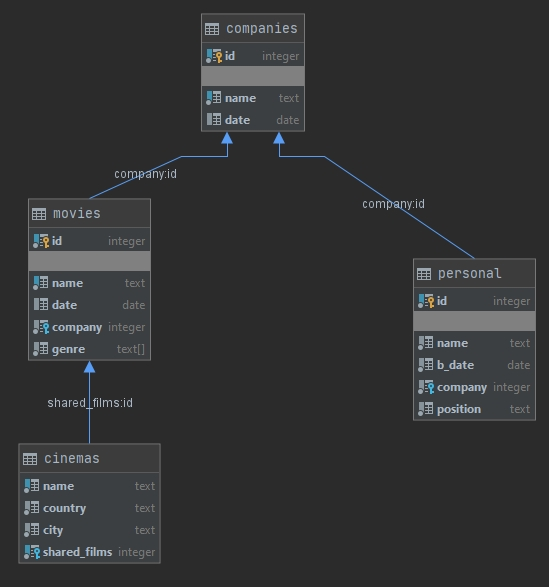 companies
id integer
name text
date date
company:id
company:id
movies
id integer
name text
date date
company integer
genre text[]
personal
id integer
name text
b_date date
company integer
position text
shared_films:id
cinemas
name text
country text
city text
shared_films integer